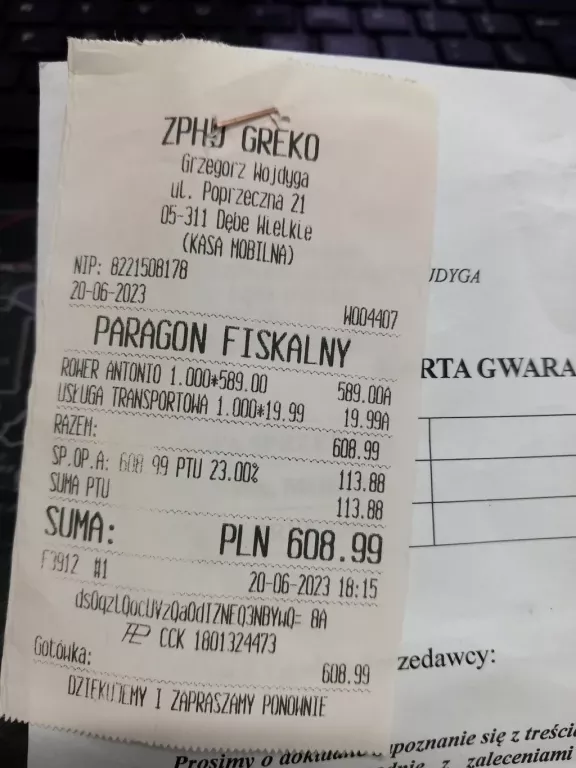 ZPHU GREKO
Grzegorz Wojdyga
ul. Poprzeczna 21
05-311 Dębe Wielkie
(KASA MOBILNA)
NIP: 8221508178
20-06-2023 W004407
PARAGON FISKALNY
ROWER ANTONIO 1.000*589.00 589.00A
USŁUGA TRANSPORTOWA 1.000*19.99 19.99A
RAZEM: 608.99
SP.OP.A: 608 99 PTU 23.00% 113.88
SUMA PTU 113.88
SUMA: PLN 608.99
F3912 #1 20-06-2023 18:15
CCK 1801324473
Gotówka: 608.99
DZIĘKUJEMY I ZAPRASZAMY PONOWNIE
JDYGA
RTA GWARA
zedawcy:
Prosimy o dokładne zapoznanie się z treścią
z zaleceniami